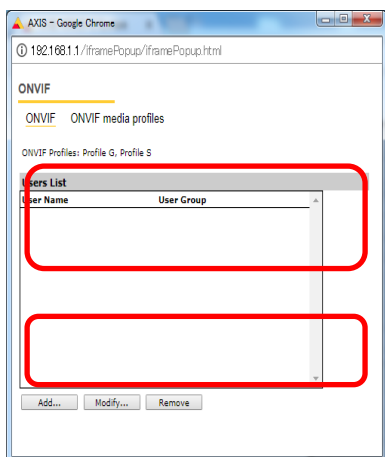 AXIS - Google Chrome
192.168.1.1/iframePopup/iframePopup.html
ONVIF
ONVIF ONVIF media profiles
ONVIF Profiles: Profile G, Profile S
Users List
User Name User Group
Add... Modify... Remove